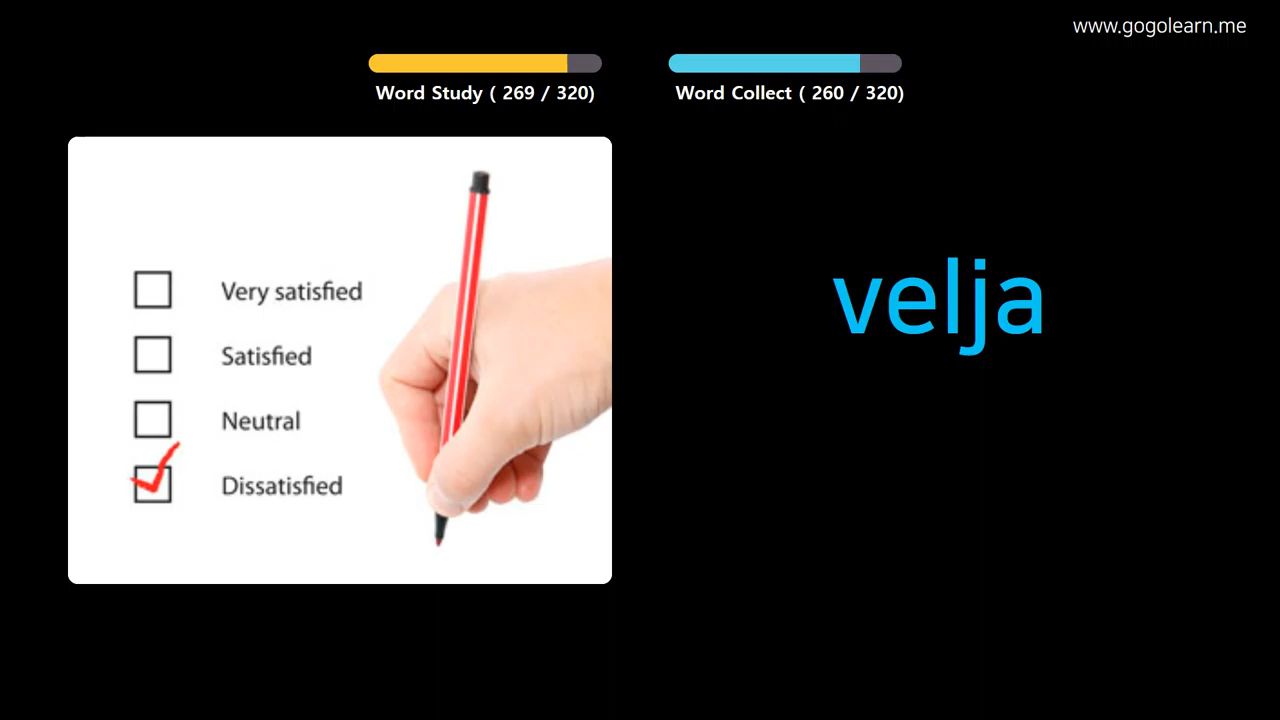 www.gogolearn.me
Word Study ( 269 / 320)
Word Collect ( 260 / 320)
Very satisfied
Satisfied
Neutral
Dissatisfied
velja